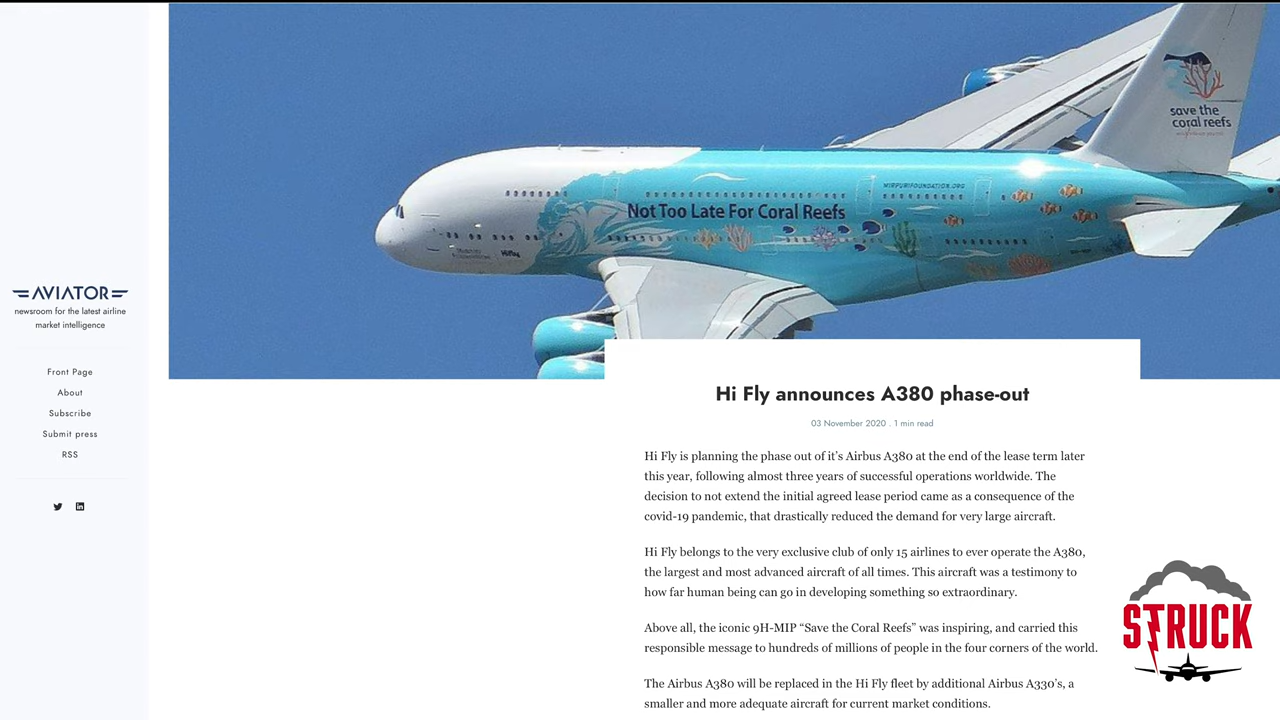 save the
coral reefs
MIRPURIFOUNDATION.ORG
Not Too Late For Coral Reefs
Hifly
AVIATOR
newsroom for the latest airline
market intelligence
Front Page
About
Subscribe
Submit press
RSS
Hi Fly announces A380 phase-out
03 November 2020 . 1 min read
Hi Fly is planning the phase out of it’s Airbus A380 at the end of the lease term later
this year, following almost three years of successful operations worldwide. The
decision to not extend the initial agreed lease period came as a consequence of the
covid-19 pandemic, that drastically reduced the demand for very large aircraft.
Hi Fly belongs to the very exclusive club of only 15 airlines to ever operate the A380,
the largest and most advanced aircraft of all times. This aircraft was a testimony to
how far human being can go in developing something so extraordinary.
Above all, the iconic 9H-MIP “Save the Coral Reefs” was inspiring, and carried this
responsible message to hundreds of millions of people in the four corners of the world.
The Airbus A380 will be replaced in the Hi Fly fleet by additional Airbus A330’s, a
smaller and more adequate aircraft for current market conditions.
STRUCK